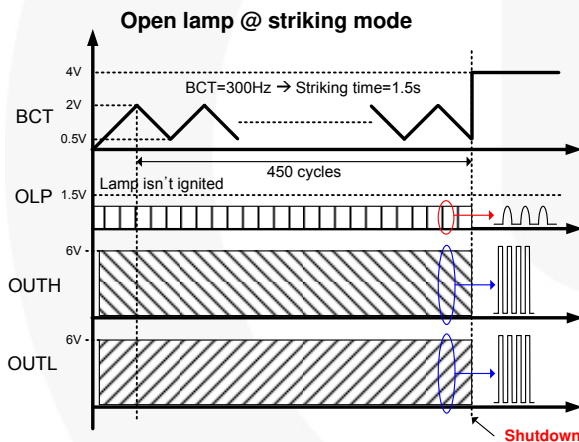 Open lamp @ striking mode
4V
BCT=300Hz → Striking time=1.5s
2V
BCT
0.5V
450 cycles
Lamp isn't ignited
OLP
1.5V
6V
OUTH
6V
OUTL
Shutdown